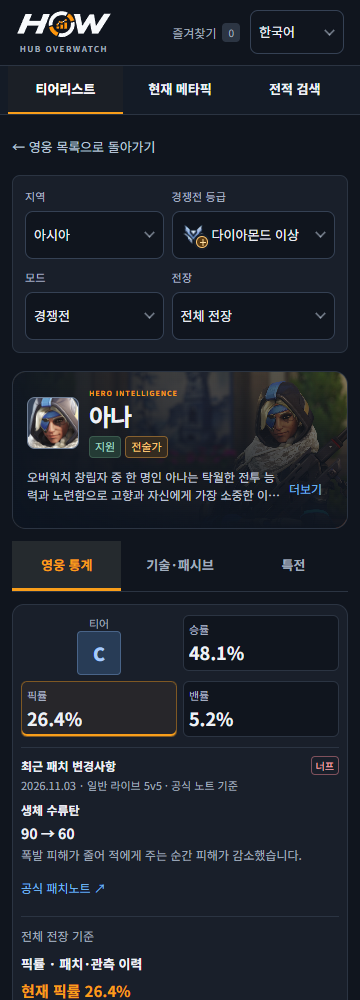 HOW
HUB OVERWATCH
즐겨찾기 0
한국어
티어리스트 현재 메타픽 전적 검색
← 영웅 목록으로 돌아가기
지역 경쟁전 등급
아시아 다이아몬드 이상
모드 전장
경쟁전 전체 전장
HERO INTELLIGENCE
아나
지원 전술가
오버워치 창립자 중 한 명인 아나는 탁월한 전투 능
력과 노련함으로 고향과 자신에게 가장 소중한 이… 더보기
영웅 통계 기술·패시브 특전
티어
C
승률
48.1%
픽률
26.4%
밴률
5.2%
최근 패치 변경사항 너프
2026.11.03 · 일반 라이브 5v5 · 공식 노트 기준
생체 수류탄
90 → 60
폭발 피해가 줄어 적에게 주는 순간 피해가 감소했습니다.
공식 패치노트 ↗
전체 전장 기준
픽률 · 패치·관측 이력
현재 픽률 26.4%